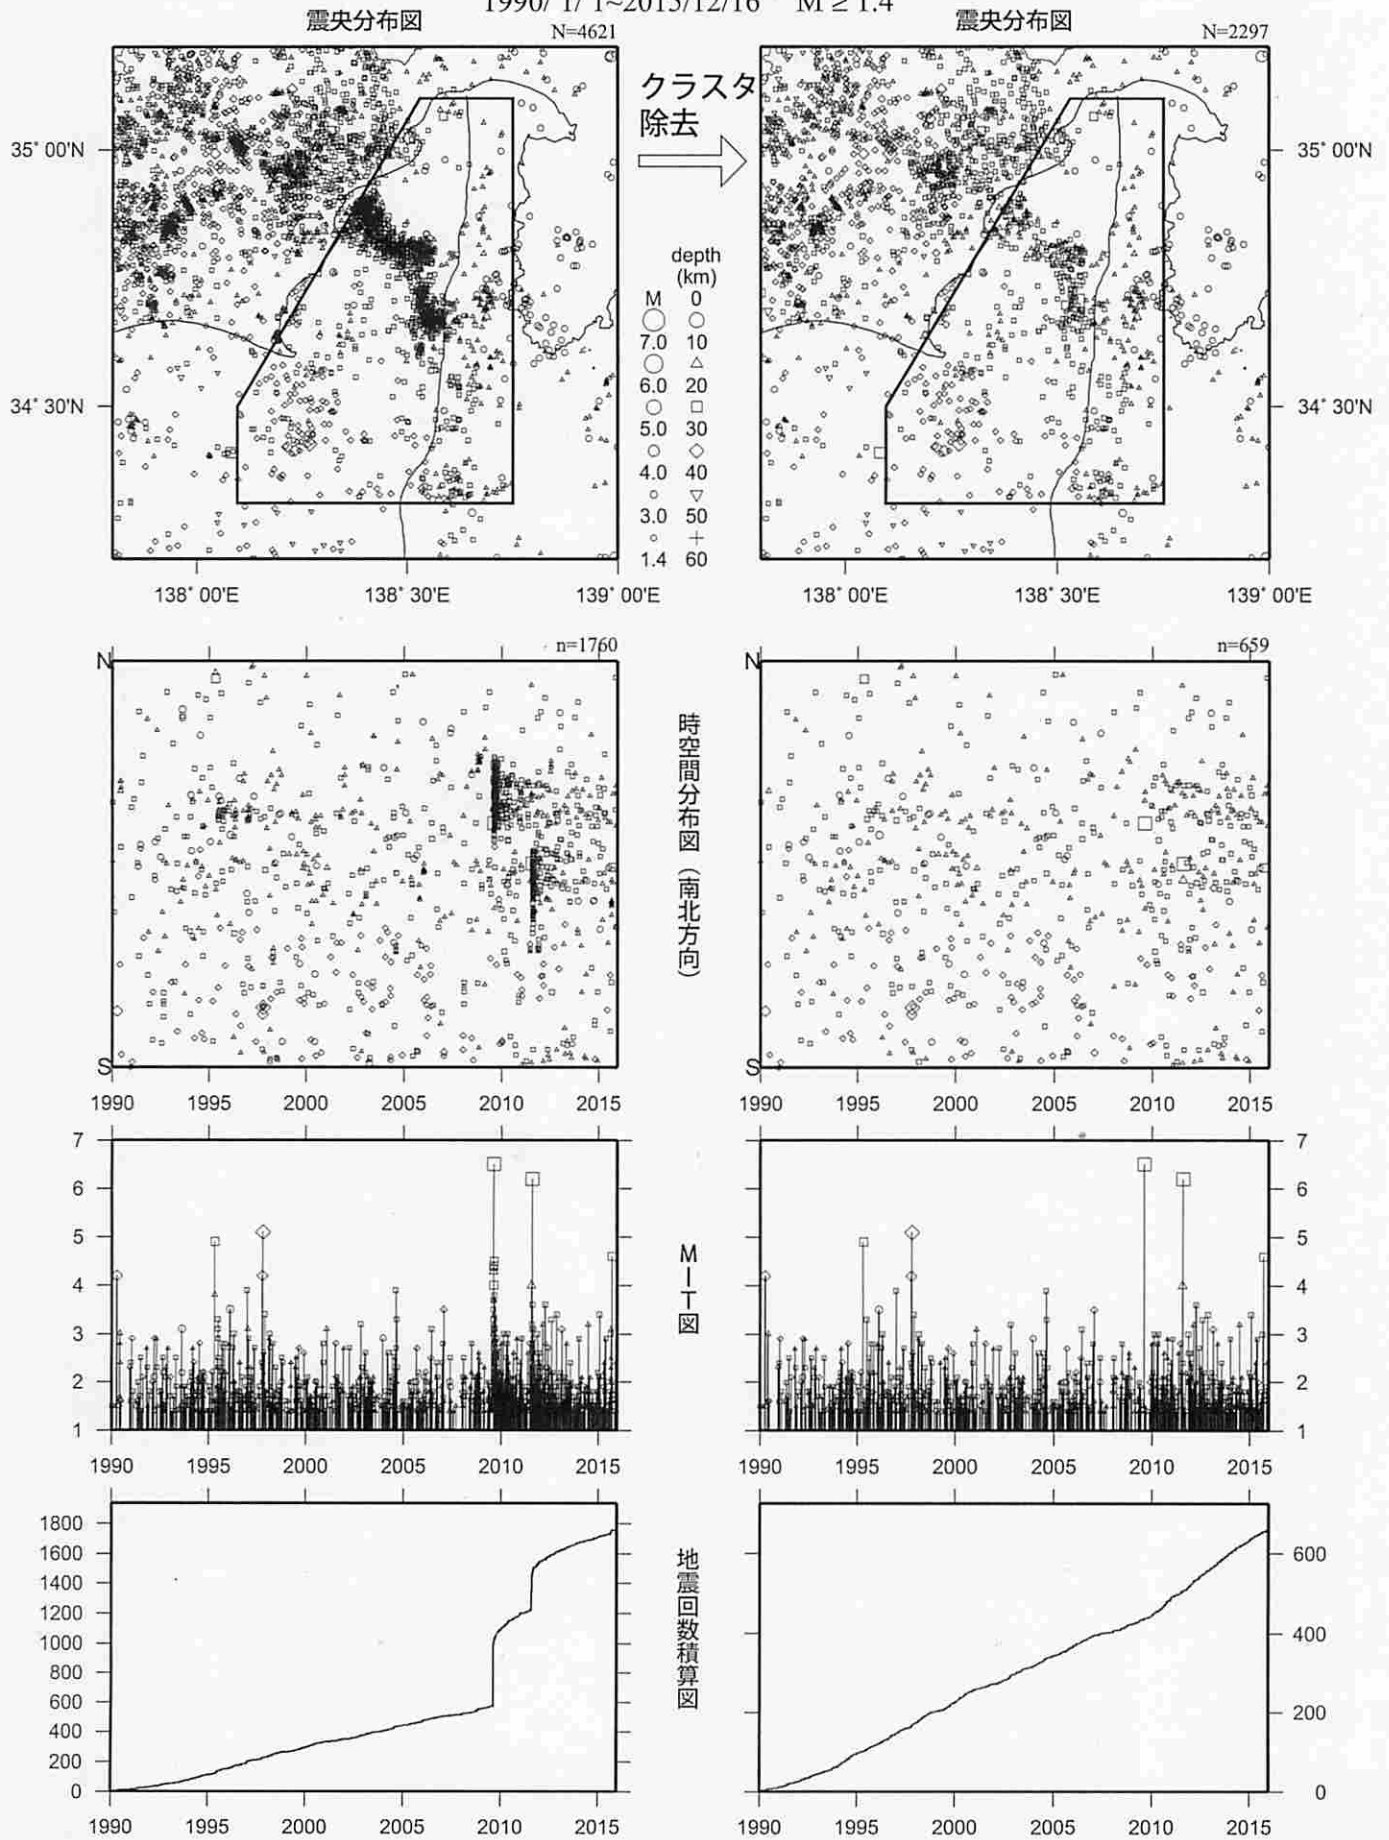 1990/ 1/ 1~2015/12/16 M ≥ 1.4
震央分布図
N=4621
震央分布図
N=2297
クラスタ
除去
35° 00'N
34° 30'N
35° 00'N
34° 30'N
depth
(km)
M 0
7.0 10
6.0 20
5.0 30
4.0 40
3.0 50
1.4 60
138° 00'E 138° 30'E 139° 00'E
138° 00'E 138° 30'E 139° 00'E
n=1760
N
S
時空間分布図（南北方向）
n=659
N
S
1990 1995 2000 2005 2010 2015
1990 1995 2000 2005 2010 2015
7
6
5
4
3
2
1
M－T図
7
6
5
4
3
2
1
1990 1995 2000 2005 2010 2015
1990 1995 2000 2005 2010 2015
1800
1600
1400
1200
1000
800
600
400
200
0
地震回数積算図
600
400
200
0
1990 1995 2000 2005 2010 2015
1990 1995 2000 2005 2010 2015